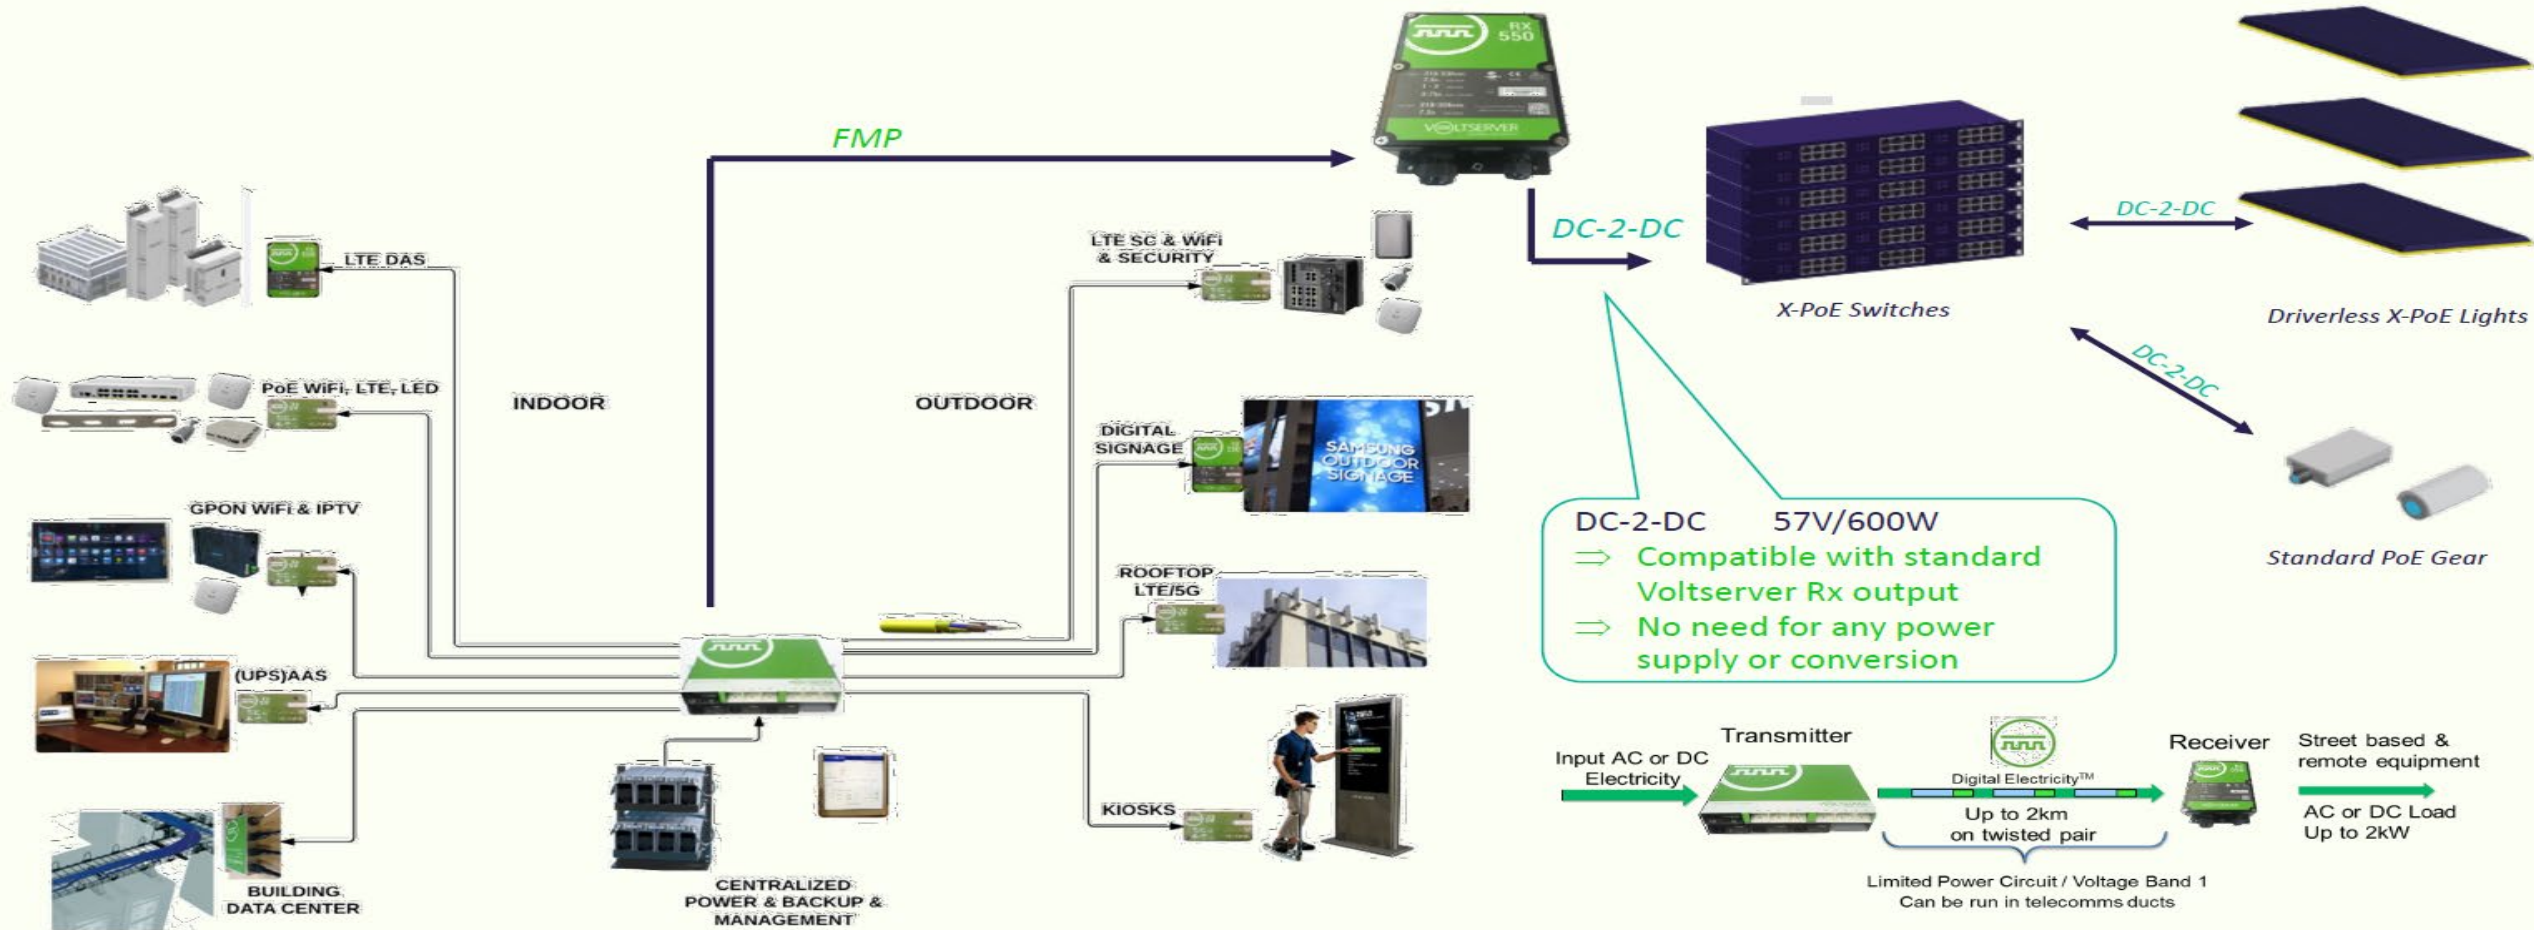 FMP
RX
550
VOLTSERVER
DC-2-DC
X-PoE Switches
DC-2-DC
Driverless X-PoE Lights
DC-2-DC
Standard PoE Gear
LTE DAS
PoE WiFi, LTE, LED
GPON WiFi & IPTV
(UPS)AAS
BUILDING
DATA CENTER
INDOOR
OUTDOOR
LTE SC & WiFi
& SECURITY
DIGITAL
SIGNAGE
SAMSUNG
OUTDOOR
SIGNAGE
ROOFTOP
LTE/5G
KIOSKS
CENTRALIZED
POWER & BACKUP &
MANAGEMENT
DC-2-DC 57V/600W
⇒ Compatible with standard
Voltserver Rx output
⇒ No need for any power
supply or conversion
Input AC or DC
Electricity
Transmitter
Digital Electricity™
Up to 2km
on twisted pair
Receiver
Street based &
remote equipment
AC or DC Load
Up to 2kW
Limited Power Circuit / Voltage Band 1
Can be run in telecomms ducts